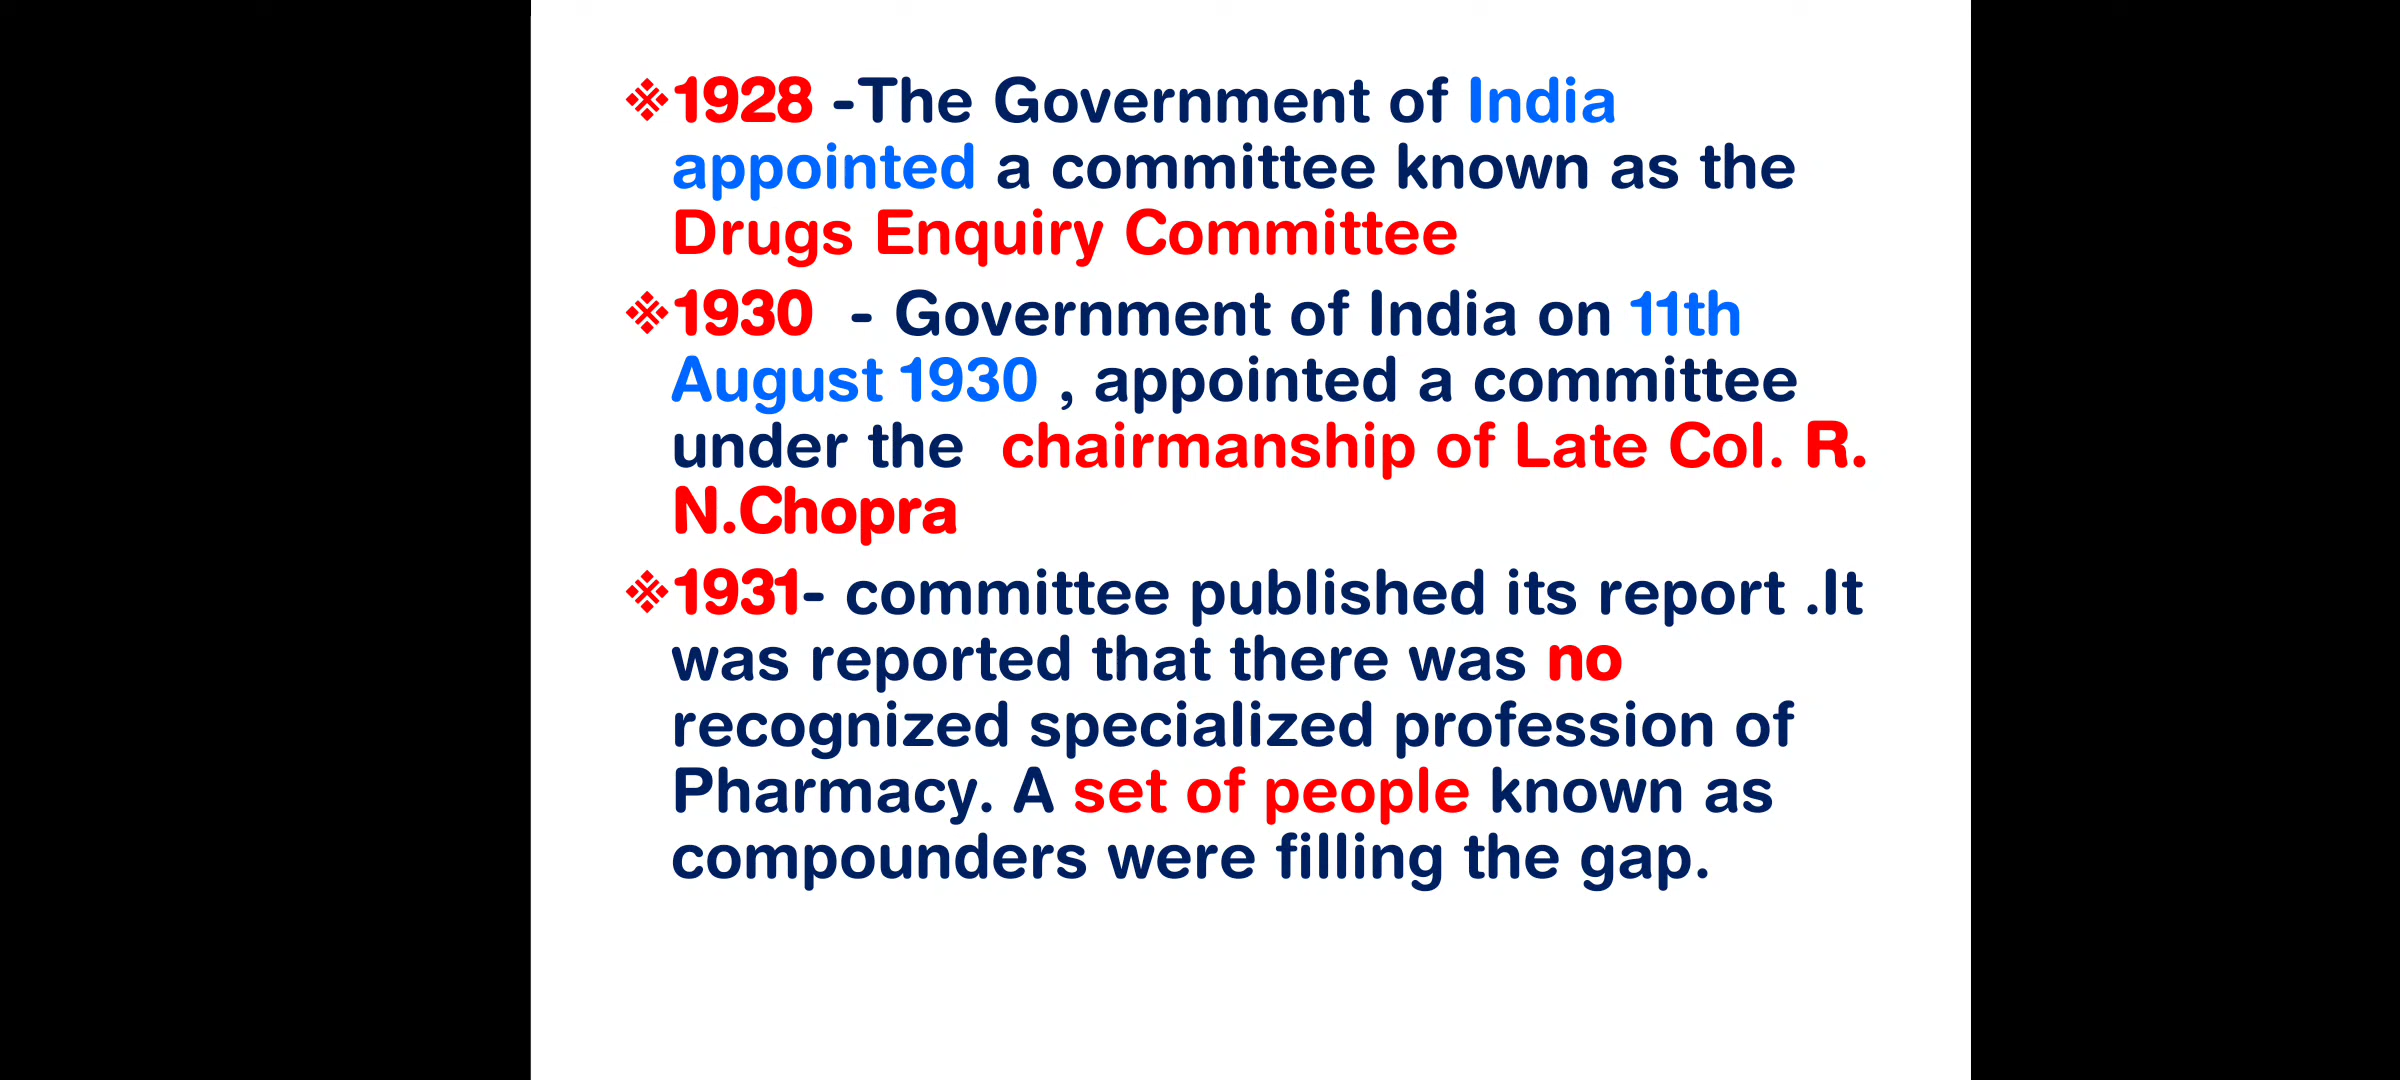 ❖1928 -The Government of India
appointed a committee known as the
Drugs Enquiry Committee
❖1930  - Government of India on 11th
August 1930 , appointed a committee
under the  chairmanship of Late Col. R.
N.Chopra
❖1931- committee published its report .It
was reported that there was no
recognized specialized profession of
Pharmacy. A set of people known as
compounders were filling the gap.